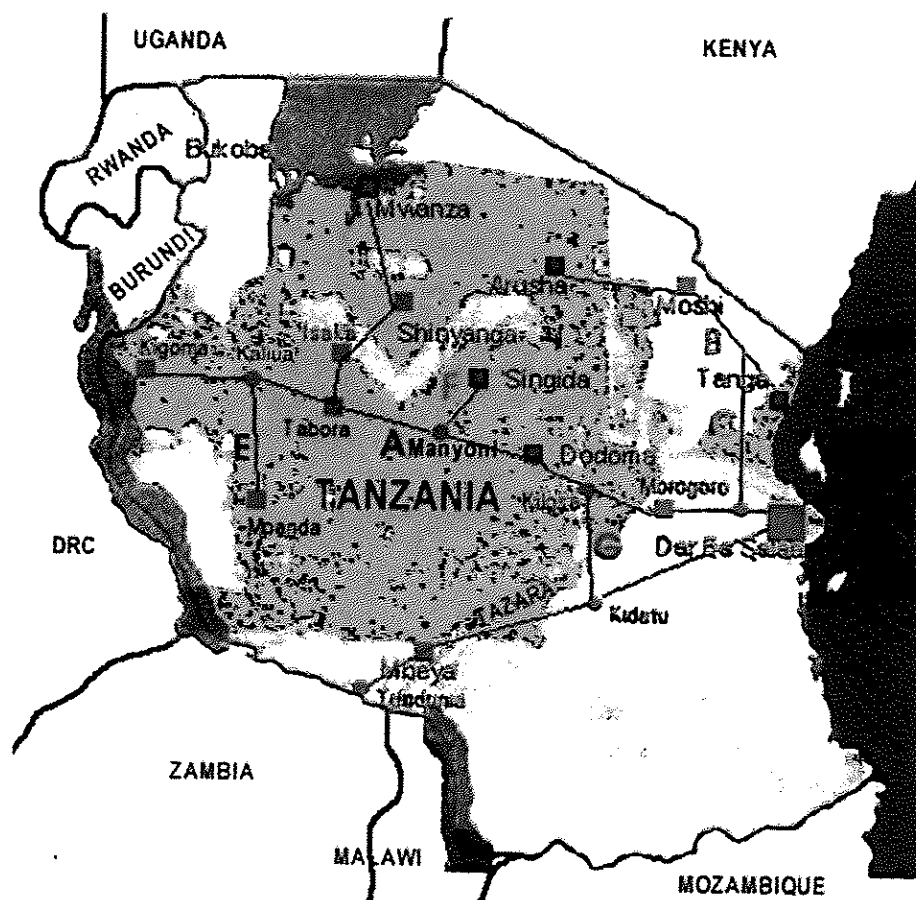 UGANDA
KENYA
RWANDA
Bukoba
Mwanza
BURUNDI
Arusha
Moshi
Isaka
Shinyanga
B
Kigoma
Kaliua
Singida
Tanga
Tabora
E
A
Manyoni
Dodoma
TANZANIA
Morogoro
Mpanda
DRC
G
Dar Es Salaam
TAZARA
Kidatu
Mbeya
ZAMBIA
MALAWI
MOZAMBIQUE